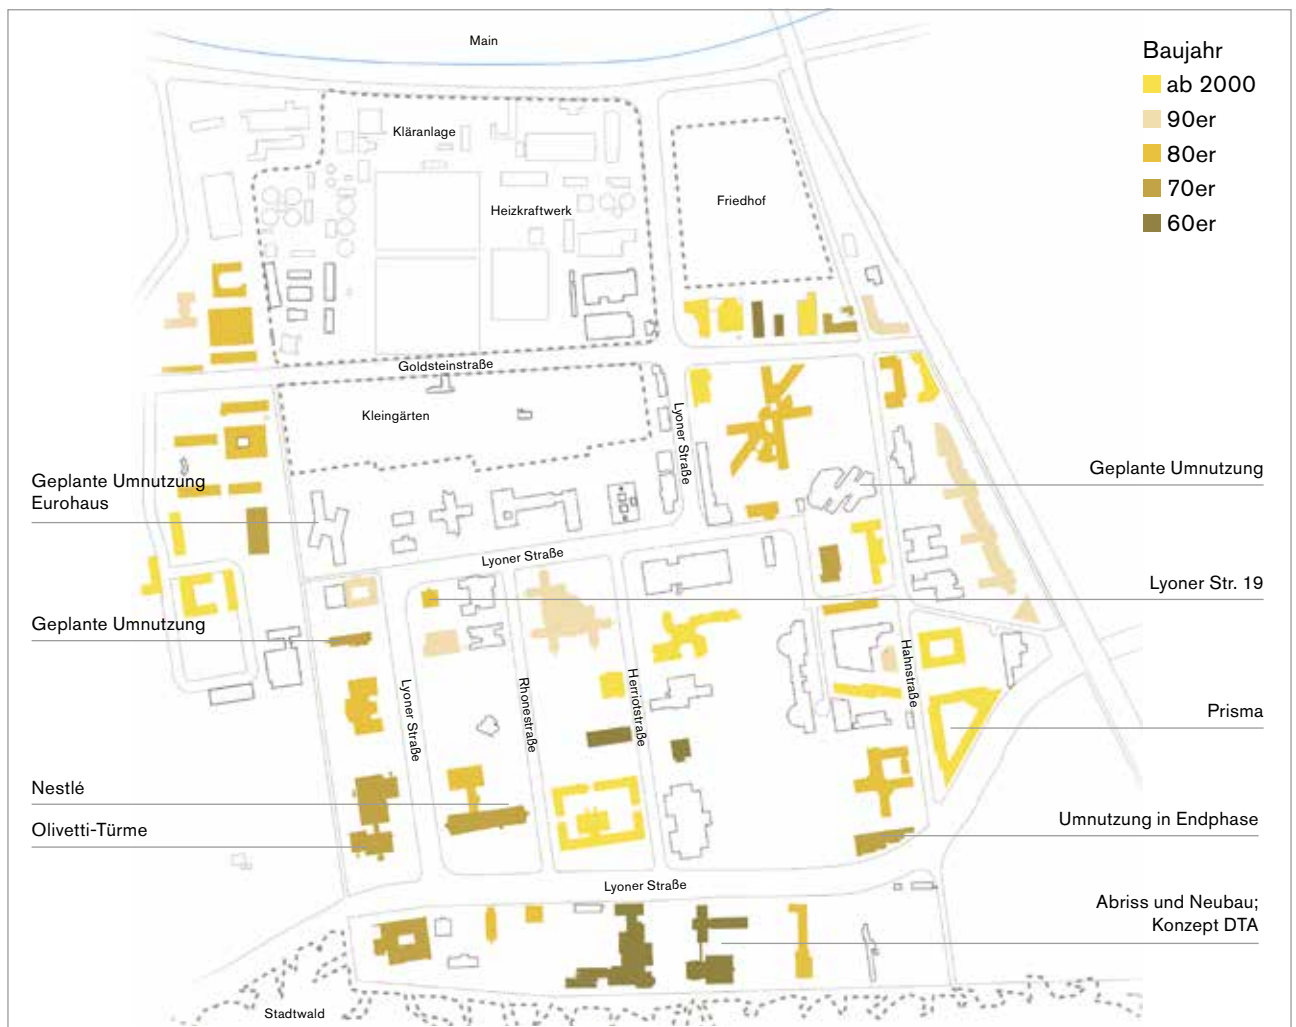 Main
Baujahr
ab 2000
90er
80er
70er
60er
Kläranlage
Heizkraftwerk
Friedhof
Goldsteinstraße
Kleingärten
Lyoner Straße
Geplante Umnutzung
Eurohaus
Geplante Umnutzung
Lyoner Straße
Lyoner Str. 19
Geplante Umnutzung
Lyoner Straße
Rhonestraße
Herriotstraße
Hahnstraße
Prisma
Nestlé
Olivetti-Türme
Umnutzung in Endphase
Lyoner Straße
Abriss und Neubau;
Konzept DTA
Stadtwald